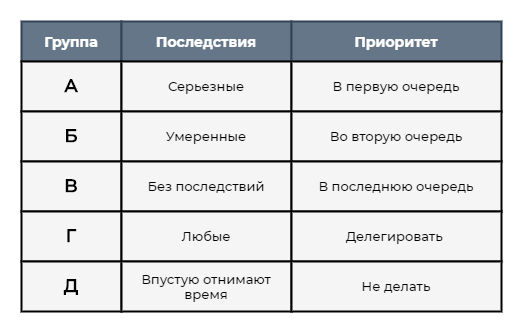 Группа Последствия Приоритет
А Серьезные В первую очередь
Б Умеренные Во вторую очередь
В Без последствий В последнюю очередь
Г Любые Делегировать
Д Впустую отнимают время Не делать